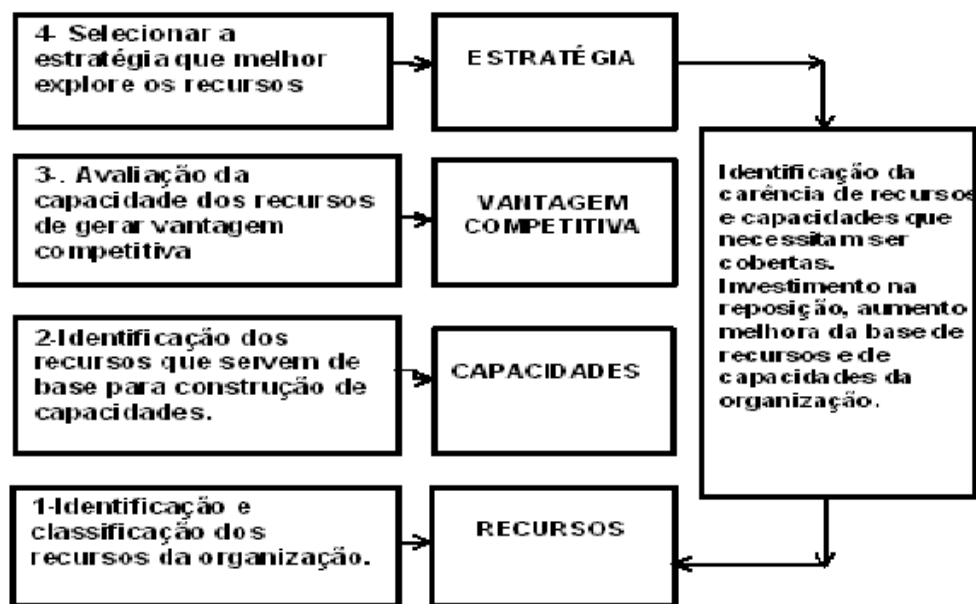 4- Selecionar a
estratégia que melhor
explore os recursos
ESTRATÉGIA
3-. Avaliação da
capacidade dos recursos
de gerar vantagem
competitiva
VANTAGEM
COMPETITIVA
2-Identificação dos
recursos que servem de
base para construção de
capacidades.
CAPACIDADES
1-Identificação e
classificação dos
recursos da organização.
RECURSOS
Identificação da
carência de recursos
e capacidades que
necessitam ser
cobertas.
Investimento na
reposição, aumento
melhora da base de
recursos e de
capacidades da
organização.